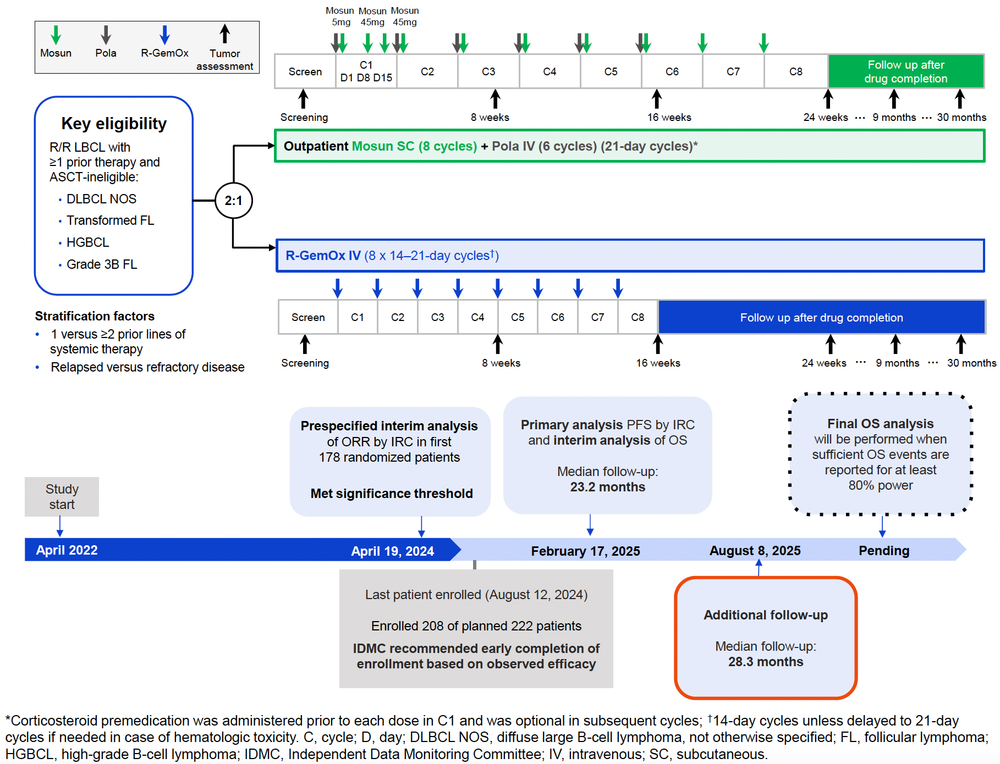 Mosun
Pola
R-GemOx
Tumor
assessment
Mosun
5mg
Mosun
45mg
Mosun
45mg
Screen
C1
D1 D8 D15
C2
C3
C4
C5
C6
C7
C8
Follow up after
drug completion
Screening
8 weeks
16 weeks
24 weeks ... 9 months ... 30 months
Key eligibility
R/R LBCL with
≥1 prior therapy and
ASCT-ineligible:
• DLBCL NOS
• Transformed FL
• HGBCL
• Grade 3B FL
2:1
Outpatient Mosun SC (8 cycles) + Pola IV (6 cycles) (21-day cycles)*
R-GemOx IV (8 x 14–21-day cycles†)
Screen
C1
C2
C3
C4
C5
C6
C7
C8
Follow up after drug completion
Screening
8 weeks
16 weeks
24 weeks ... 9 months ... 30 months
Stratification factors
• 1 versus ≥2 prior lines of
systemic therapy
• Relapsed versus refractory disease
Study
start
Prespecified interim analysis
of ORR by IRC in first
178 randomized patients
Met significance threshold
Primary analysis PFS by IRC
and interim analysis of OS
Median follow-up:
23.2 months
Final OS analysis
will be performed when
sufficient OS events are
reported for at least
80% power
April 2022
April 19, 2024
February 17, 2025
August 8, 2025
Pending
Last patient enrolled (August 12, 2024)
Enrolled 208 of planned 222 patients
IDMC recommended early completion of
enrollment based on observed efficacy
Additional follow-up
Median follow-up:
28.3 months
*Corticosteroid premedication was administered prior to each dose in C1 and was optional in subsequent cycles; †14-day cycles unless delayed to 21-day
cycles if needed in case of hematologic toxicity. C, cycle; D, day; DLBCL NOS, diffuse large B-cell lymphoma, not otherwise specified; FL, follicular lymphoma;
HGBCL, high-grade B-cell lymphoma; IDMC, Independent Data Monitoring Committee; IV, intravenous; SC, subcutaneous.